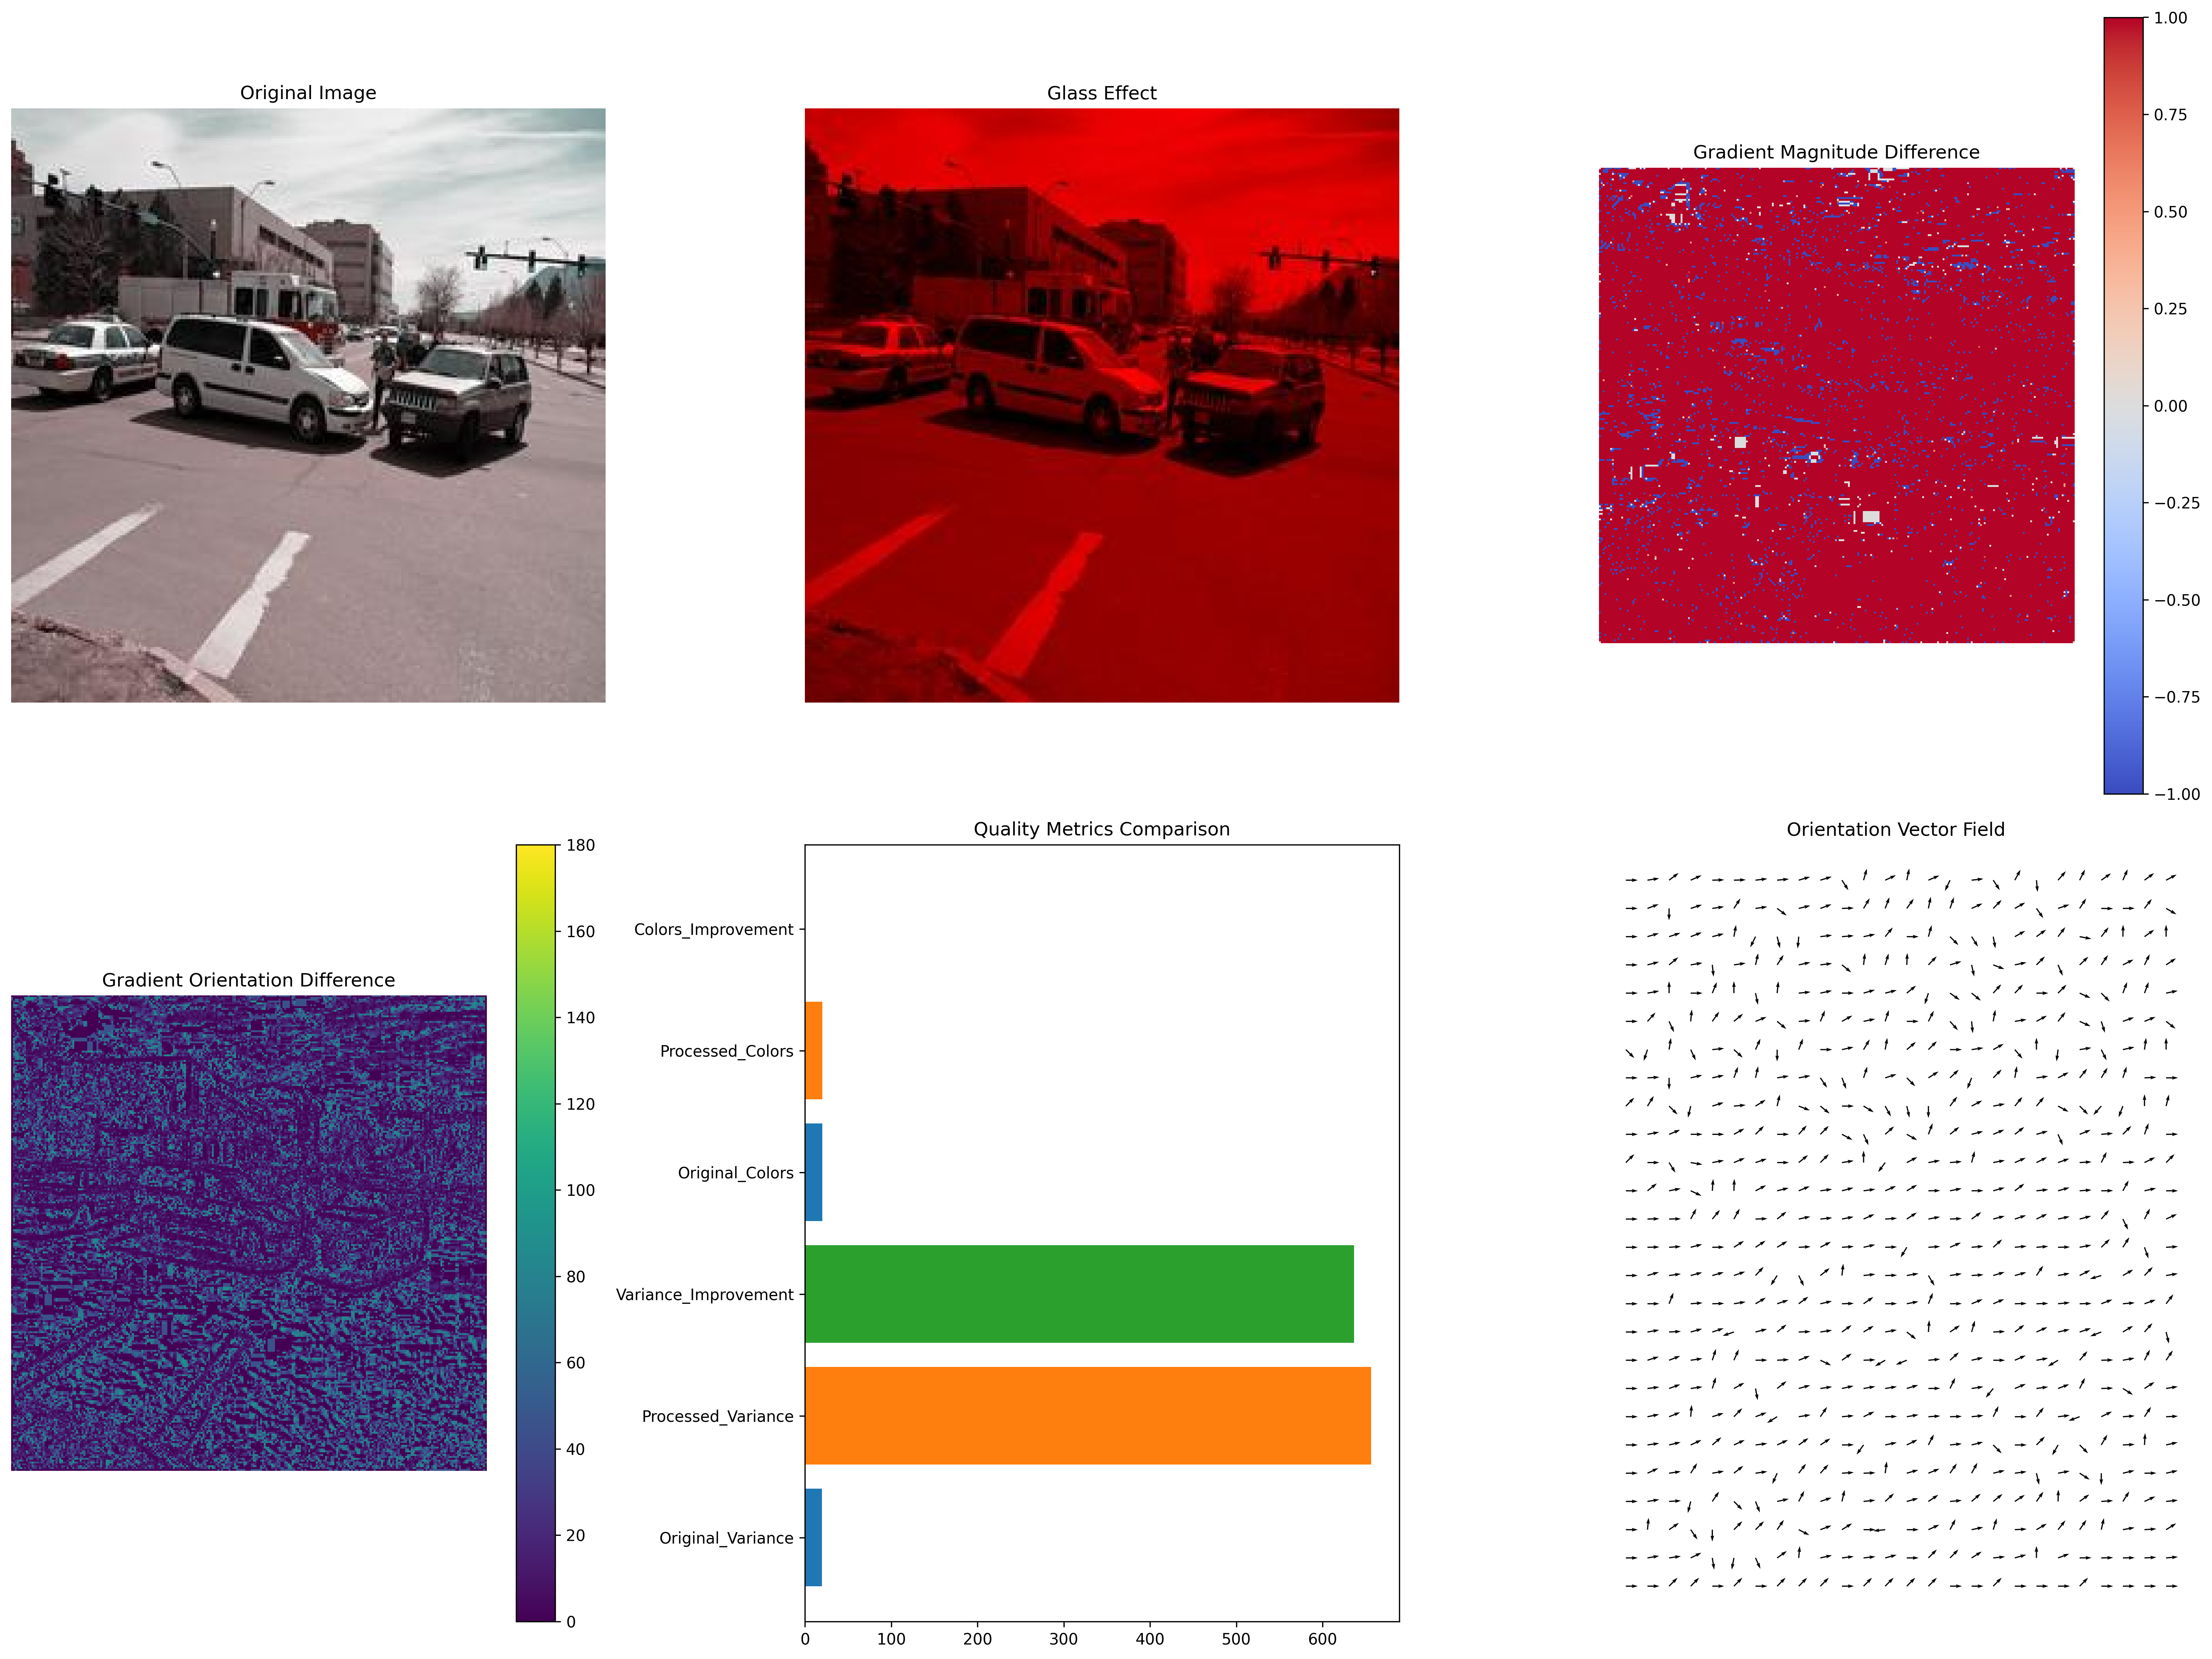 Original Image
Glass Effect
Gradient Magnitude Difference
1.00
0.75
0.50
0.25
0.00
−0.25
−0.50
−0.75
−1.00
Gradient Orientation Difference
180
160
140
120
100
80
60
40
20
0
Quality Metrics Comparison
Colors_Improvement
Processed_Colors
Original_Colors
Variance_Improvement
Processed_Variance
Original_Variance
0 100 200 300 400 500 600
Orientation Vector Field